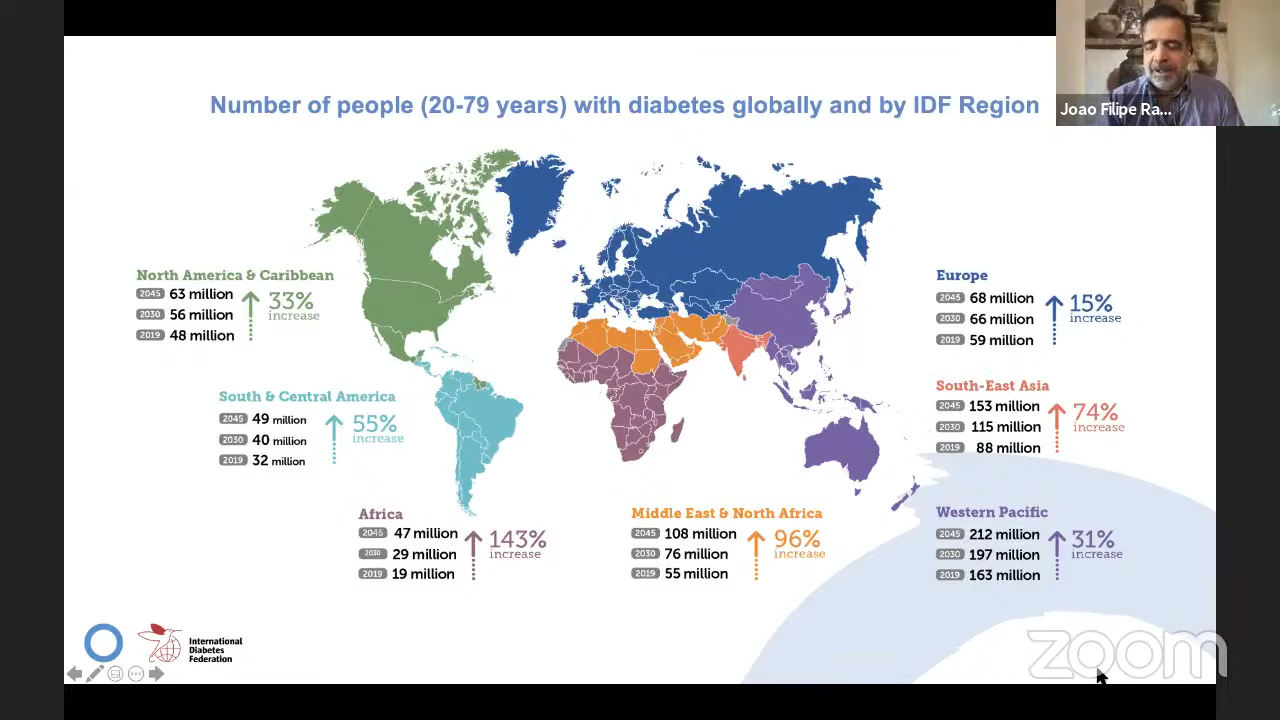 Number of people (20-79 years) with diabetes globally and by IDF Region
Joao Filipe Ra...
North America & Caribbean
2045 63 million
2030 56 million
2019 48 million
33%
increase
South & Central America
2045 49 million
2030 40 million
2019 32 million
55%
increase
Africa
2045 47 million
2030 29 million
2019 19 million
143%
increase
Middle East & North Africa
2045 108 million
2030 76 million
2019 55 million
96%
increase
Europe
2045 68 million
2030 66 million
2019 59 million
15%
increase
South-East Asia
2045 153 million
2030 115 million
2019 88 million
74%
increase
Western Pacific
2045 212 million
2030 197 million
2019 163 million
31%
increase
International
Diabetes
Federation
zoom